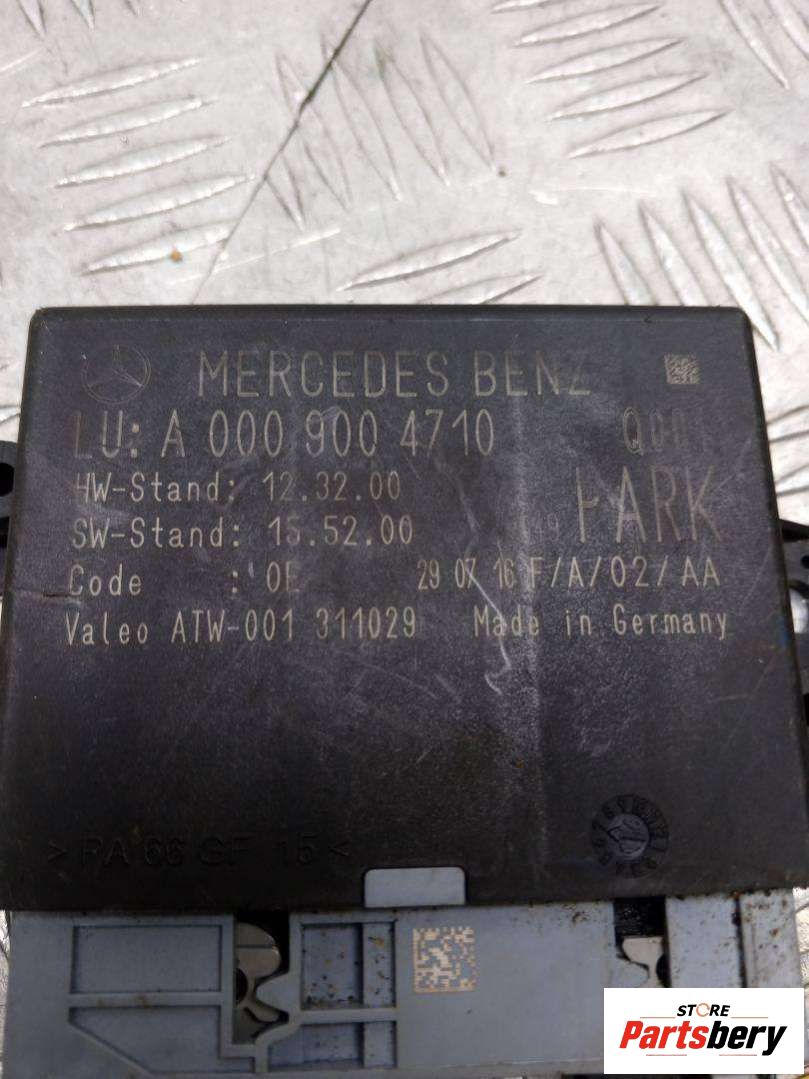 MERCEDES BENZ
LU: A 000 900 4710
HW-Stand: 12.32.00 PARK
SW-Stand: 15.52.00
Code : 0E 29 07 16 F/A/02/AA
Valeo ATW-001 311029 Made in Germany
> PA 66 GF 15 <
STORE
Partsbery